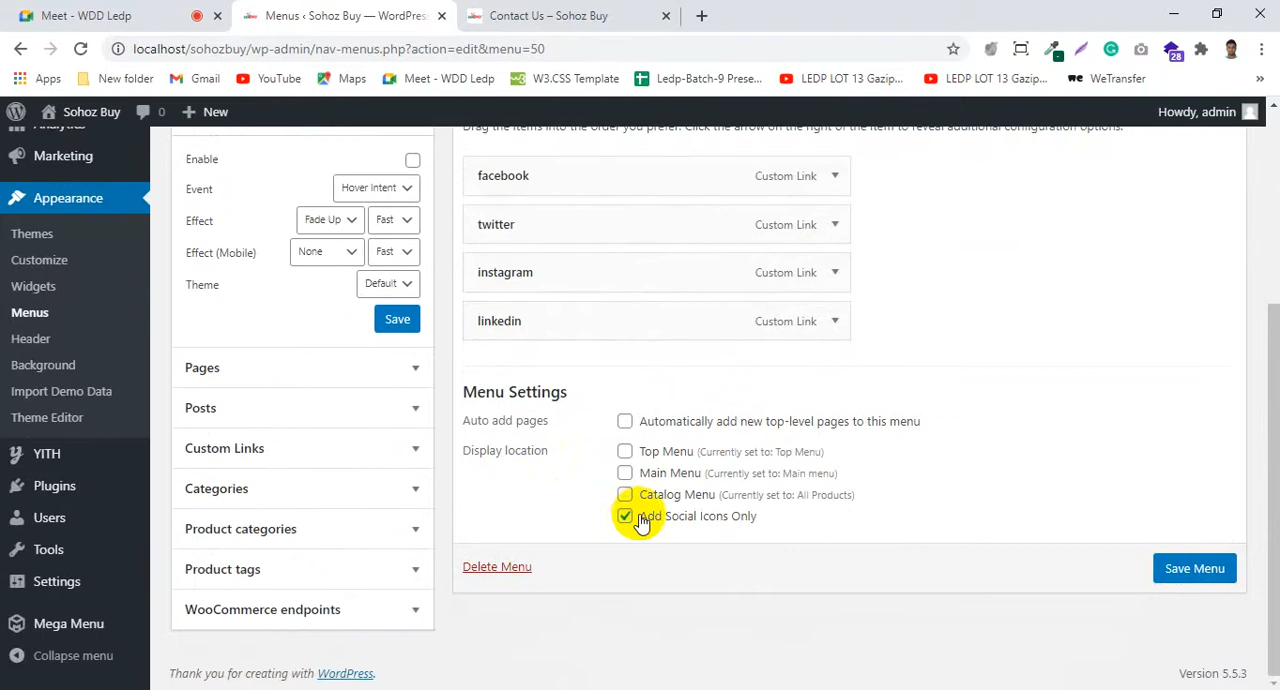 Meet - WDD Ledp
Menus ‹ Sohoz Buy — WordPress
Contact Us – Sohoz Buy
localhost/sohozbuy/wp-admin/nav-menus.php?action=edit&menu=50
28
Apps
New folder
Gmail
YouTube
Maps
Meet - WDD Ledp
W3.CSS Template
Ledp-Batch-9 Prese...
LEDP LOT 13 Gazip...
LEDP LOT 13 Gazip...
WeTransfer
Sohoz Buy
0
New
Howdy, admin
Analytics
Marketing
Appearance
Themes
Customize
Widgets
Menus
Header
Background
Import Demo Data
Theme Editor
YITH
Plugins
Users
Tools
Settings
Mega Menu
Collapse menu
Enable
Event
Hover Intent
Effect
Fade Up
Fast
Effect (Mobile)
None
Fast
Theme
Default
Save
Pages
Posts
Custom Links
Categories
Product categories
Product tags
WooCommerce endpoints
Drag the items into the order you prefer. Click the arrow on the right of the item to reveal additional configuration options.
facebook Custom Link
twitter Custom Link
instagram Custom Link
linkedin Custom Link
Menu Settings
Auto add pages
Automatically add new top-level pages to this menu
Display location
Top Menu (Currently set to: Top Menu)
Main Menu (Currently set to: Main menu)
Catalog Menu (Currently set to: All Products)
Add Social Icons Only
Delete Menu
Save Menu
Thank you for creating with WordPress.
Version 5.5.3